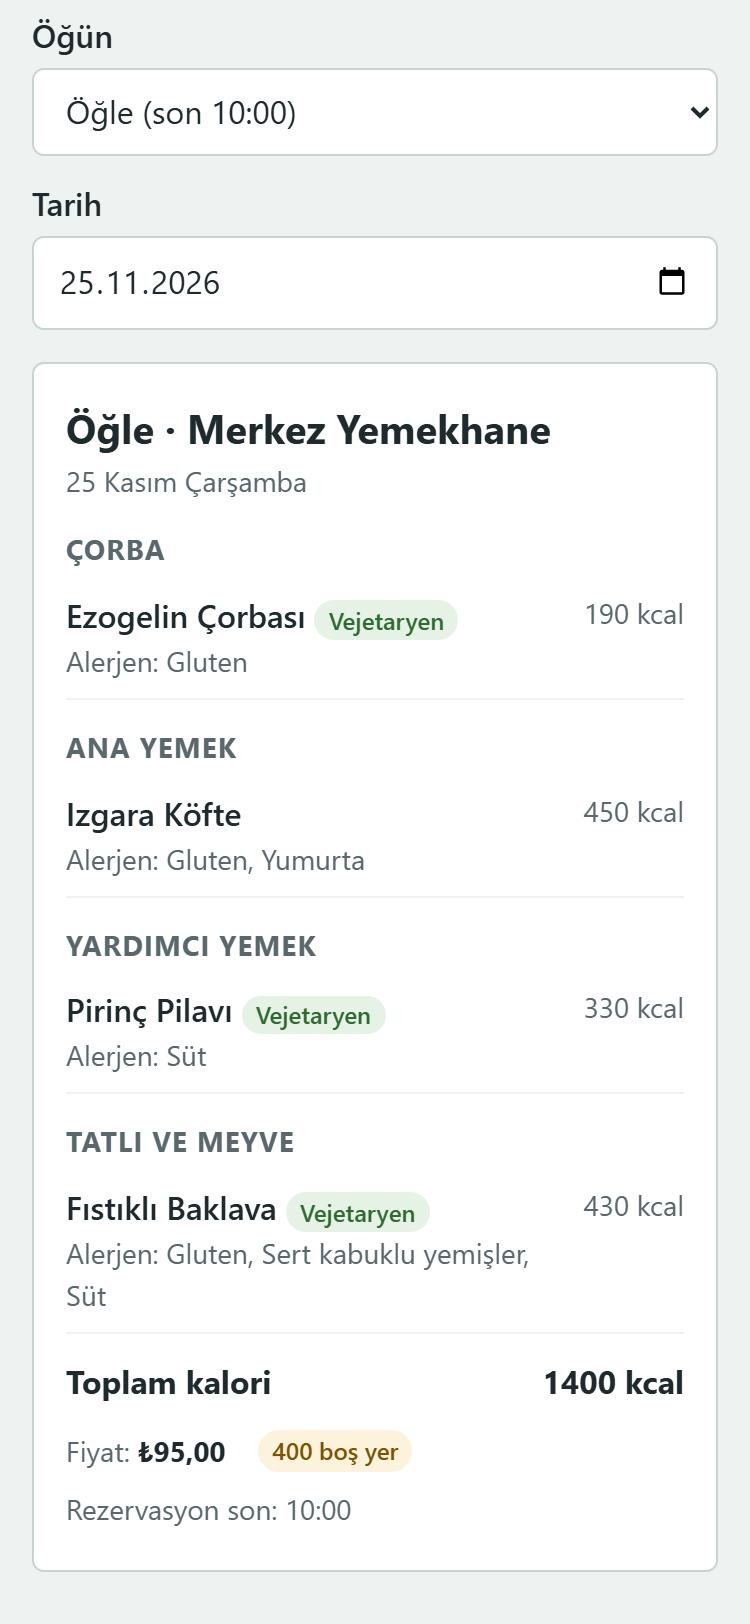 Öğün
Öğle (son 10:00)
Tarih
25.11.2026
Öğle · Merkez Yemekhane
25 Kasım Çarşamba
ÇORBA
Ezogelin Çorbası Vejetaryen 190 kcal
Alerjen: Gluten
ANA YEMEK
Izgara Köfte 450 kcal
Alerjen: Gluten, Yumurta
YARDIMCI YEMEK
Pirinç Pilavı Vejetaryen 330 kcal
Alerjen: Süt
TATLI VE MEYVE
Fıstıklı Baklava Vejetaryen 430 kcal
Alerjen: Gluten, Sert kabuklu yemişler,
Süt
Toplam kalori 1400 kcal
Fiyat: ₺95,00 400 boş yer
Rezervasyon son: 10:00